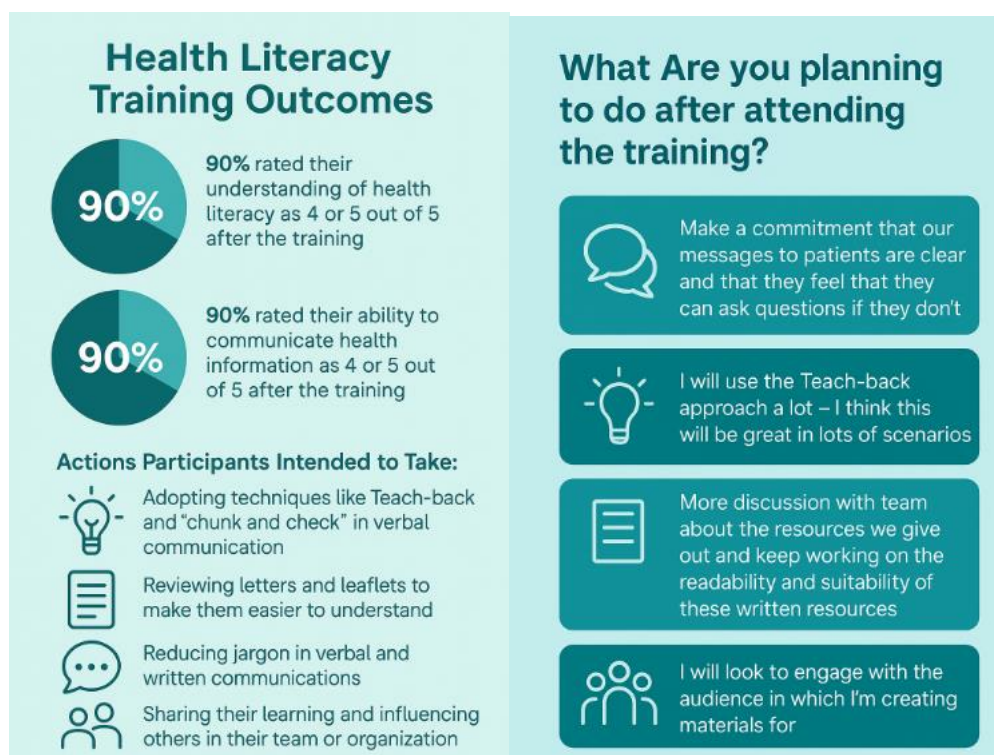 Health Literacy
Training Outcomes
90%
90% rated their
understanding of health
literacy as 4 or 5 out of 5
after the training
90%
90% rated their ability to
communicate health
information as 4 or 5 out
of 5 after the training
Actions Participants Intended to Take:
Adopting techniques like Teach-back
and “chunk and check” in verbal
communication
Reviewing letters and leaflets to
make them easier to understand
Reducing jargon in verbal and
written communications
Sharing their learning and influencing
others in their team or organization
What Are you planning
to do after attending
the training?
Make a commitment that our
messages to patients are clear
and that they feel that they
can ask questions if they don't
I will use the Teach-back
approach a lot – I think this
will be great in lots of scenarios
More discussion with team
about the resources we give
out and keep working on the
readability and suitability of
these written resources
I will look to engage with the
audience in which I'm creating
materials for